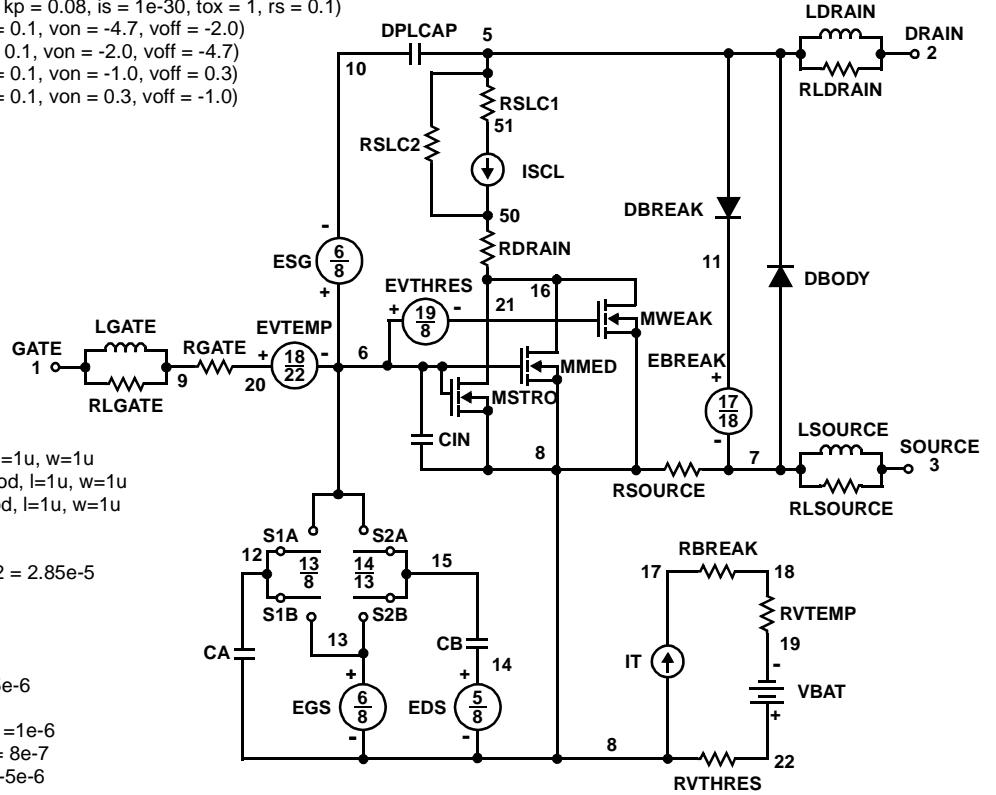 kp = 0.08, is = 1e-30, tox = 1, rs = 0.1)
= 0.1, von = -4.7, voff = -2.0)
0.1, von = -2.0, voff = -4.7)
= 0.1, von = -1.0, voff = 0.3)
= 0.1, von = 0.3, voff = -1.0)
LDRAIN
DPLCAP
5
DRAIN
10
2
RLDRAIN
RSLC1
51
RSLC2
ISCL
50
DBREAK
-
RDRAIN
ESG
6
8
11
+
EVTHRES
16
DBODY
+
19
8
-
21
MWEAK
LGATE
EVTEMP
GATE
RGATE
EBREAK
1
+
18
22
-
6
MMED
+
9
20
MSTRO
17
18
RLGATE
LSOURCE
CIN
-
SOURCE
8
7
3
=1u, w=1u
RSOURCE
od, l=1u, w=1u
RLSOURCE
od, l=1u, w=1u
S1A
S2A
RBREAK
12
13
8
14
13
15
17
18
2 = 2.85e-5
S1B
S2B
RVTEMP
13
CB
19
CA
14
IT
-
+
+
VBAT
5e-6
EGS
6
8
EDS
5
8
+
=1e-6
-
-
8
= 8e-7
22
-5e-6
RVTHRES